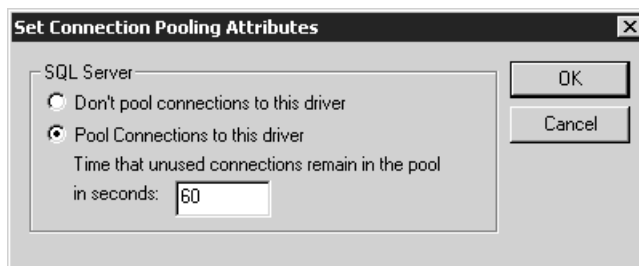 Set Connection Pooling Attributes
SQL Server
Don't pool connections to this driver
Pool Connections to this driver
Time that unused connections remain in the pool
in seconds: 60
OK
Cancel